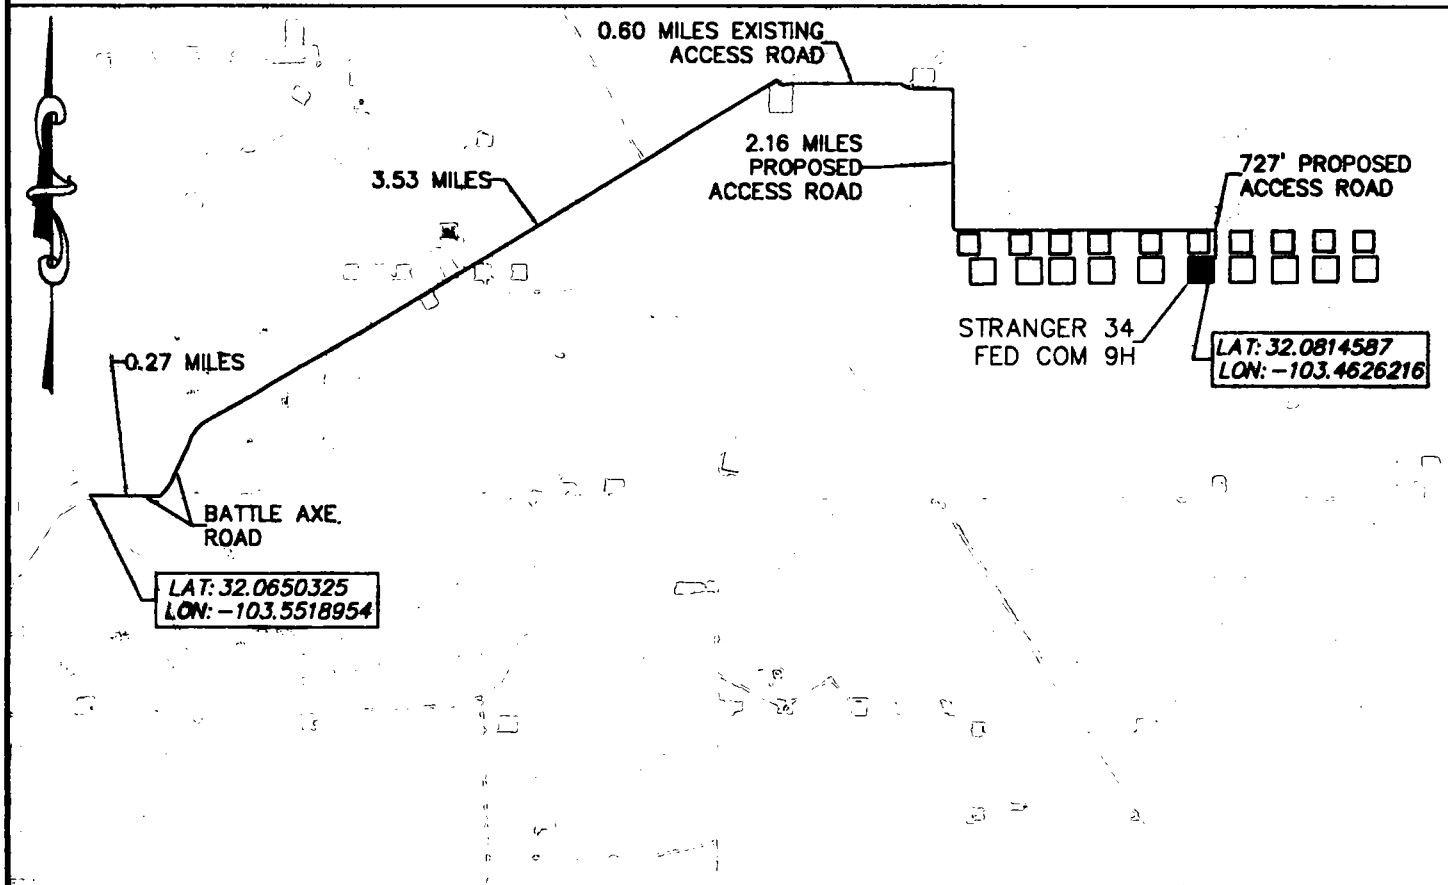 0.60 MILES EXISTING
ACCESS ROAD
2.16 MILES
PROPOSED
ACCESS ROAD
727' PROPOSED
ACCESS ROAD
3.53 MILES
STRANGER 34
FED COM 9H
LAT: 32.0814587
LON: -103.4626216
0.27 MILES
BATTLE AXE
ROAD
LAT: 32.0650325
LON: -103.5518954